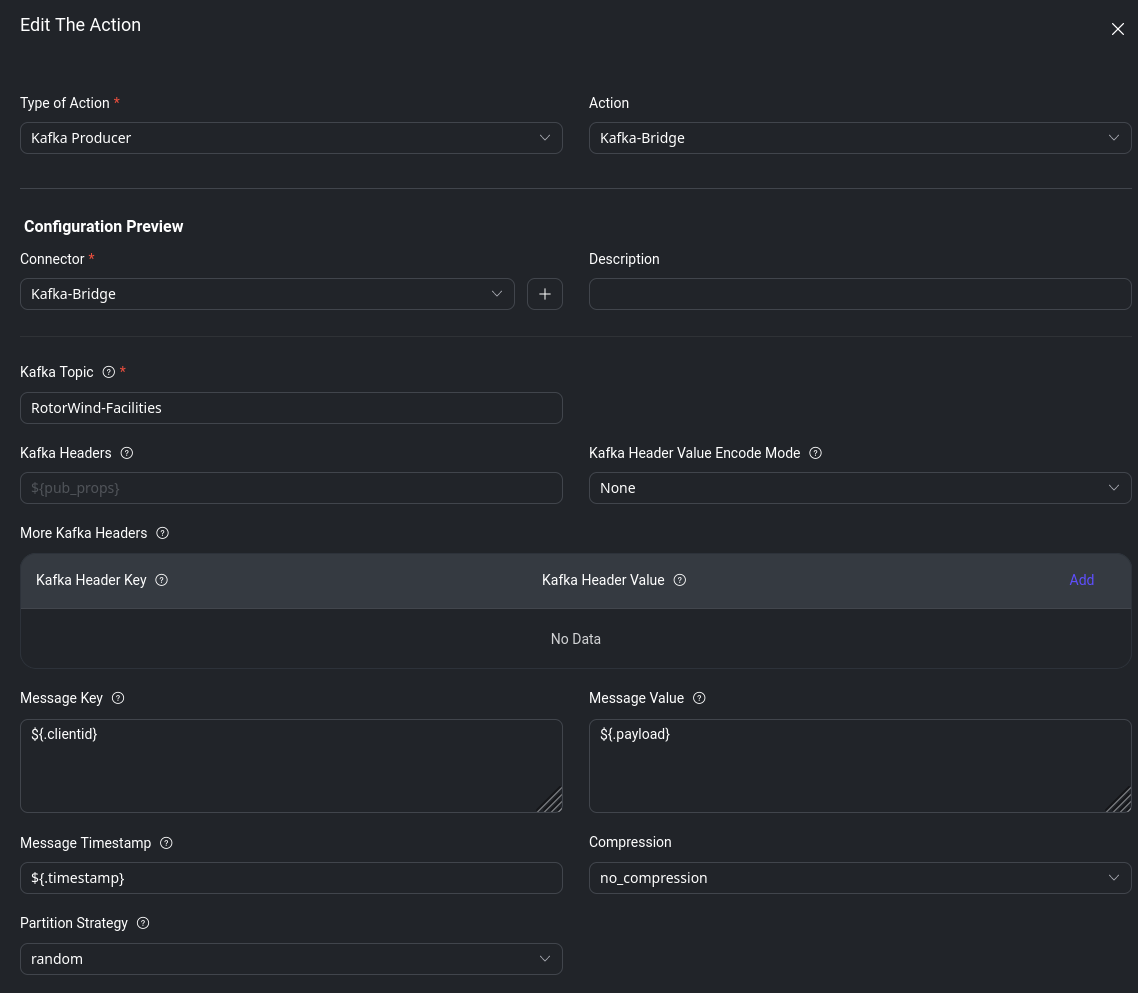 Edit The Action
Type of Action *
Action
Kafka Producer
Kafka-Bridge
Configuration Preview
Connector *
Description
Kafka-Bridge
Kafka Topic *
RotorWind-Facilities
Kafka Headers
Kafka Header Value Encode Mode
${pub_props}
None
More Kafka Headers
Kafka Header Key
Kafka Header Value
Add
No Data
Message Key
Message Value
${.clientid}
${.payload}
Message Timestamp
Compression
${.timestamp}
no_compression
Partition Strategy
random